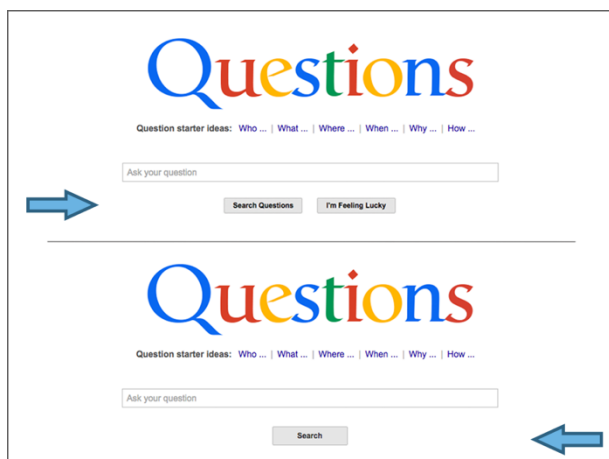 Questions
Question starter ideas: Who ... | What ... | Where ... | When ... | Why ... | How ...
Ask your question
Search Questions I'm Feeling Lucky
Questions
Question starter ideas: Who ... | What ... | Where ... | When ... | Why ... | How ...
Ask your question
Search